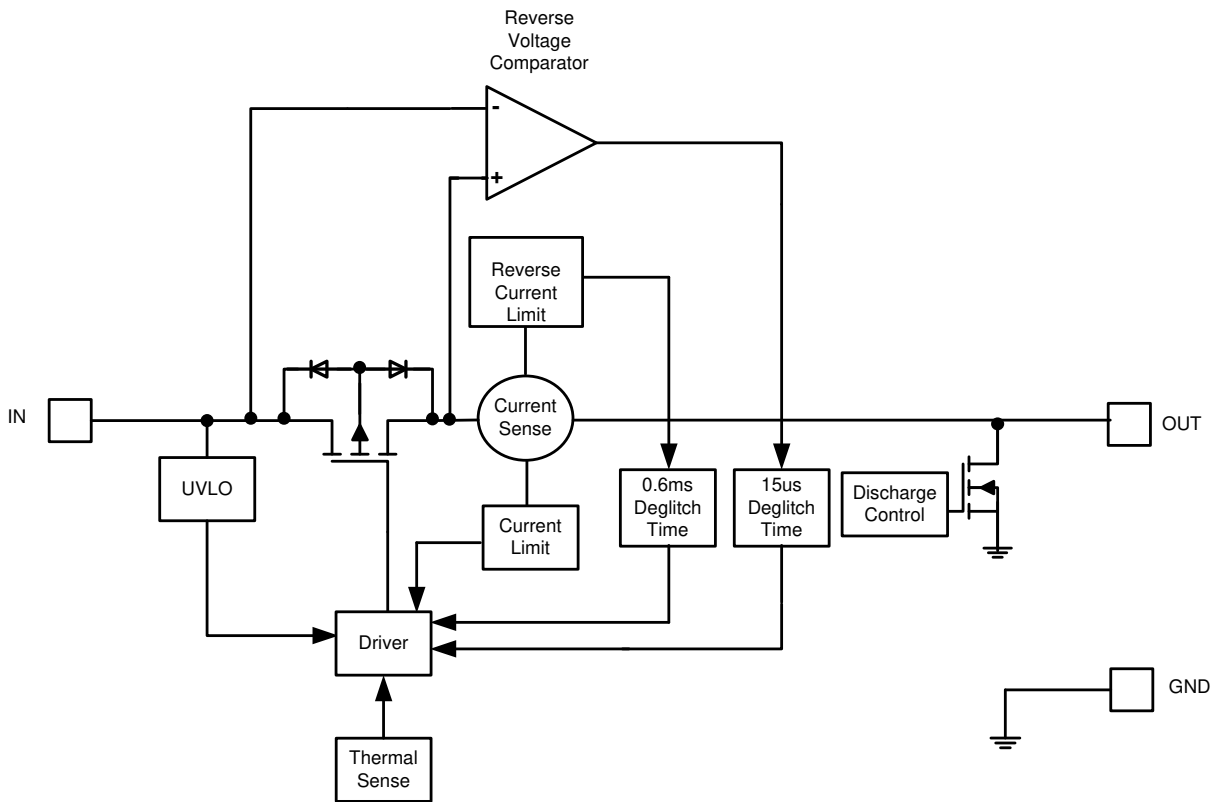 Reverse
Voltage
Comparator
-
+
Reverse
Current
Limit
IN
Current
Sense
OUT
UVLO
0.6ms
Deglitch
Time
15us
Deglitch
Time
Discharge
Control
Current
Limit
Driver
GND
Thermal
Sense